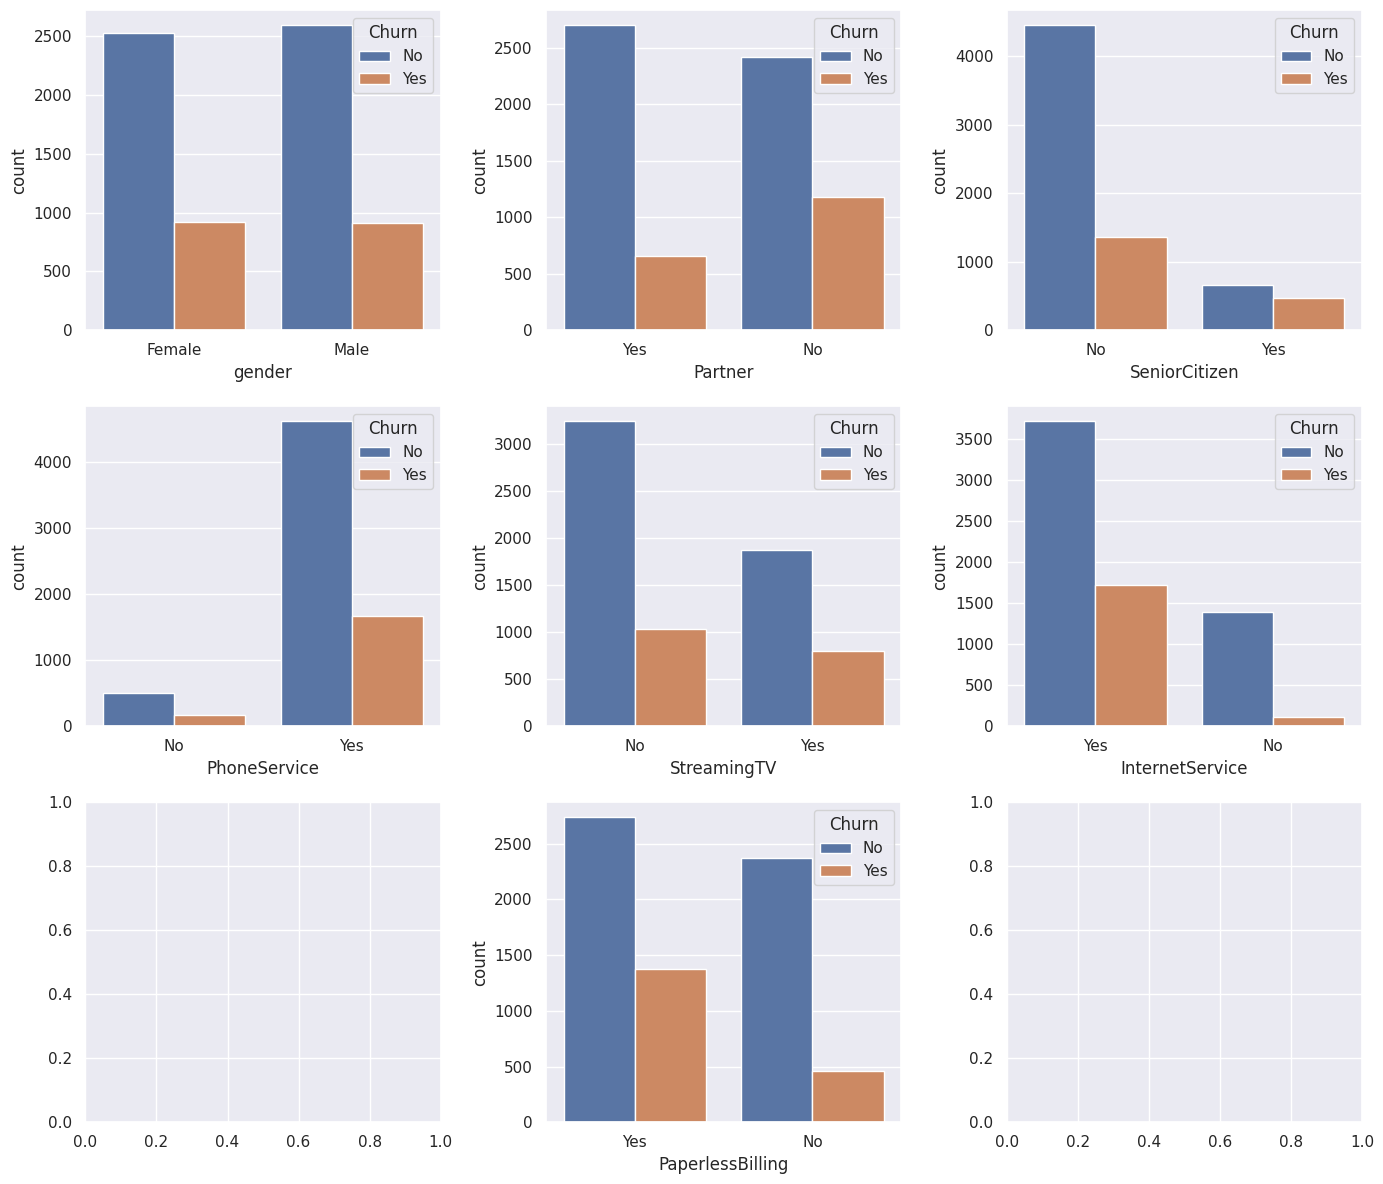 Churn
No
Yes
2500
2000
1500
1000
500
0
count
Female Male
gender
Churn
No
Yes
2500
2000
1500
1000
500
0
count
Yes No
Partner
Churn
No
Yes
4000
3000
2000
1000
0
count
No Yes
SeniorCitizen
Churn
No
Yes
4000
3000
2000
1000
0
count
No Yes
PhoneService
Churn
No
Yes
3000
2500
2000
1500
1000
500
0
count
No Yes
StreamingTV
Churn
No
Yes
3500
3000
2500
2000
1500
1000
500
0
count
Yes No
InternetService
1.0
0.8
0.6
0.4
0.2
0.0
0.0 0.2 0.4 0.6 0.8 1.0
Churn
No
Yes
2500
2000
1500
1000
500
0
count
Yes No
PaperlessBilling
1.0
0.8
0.6
0.4
0.2
0.0
0.0 0.2 0.4 0.6 0.8 1.0